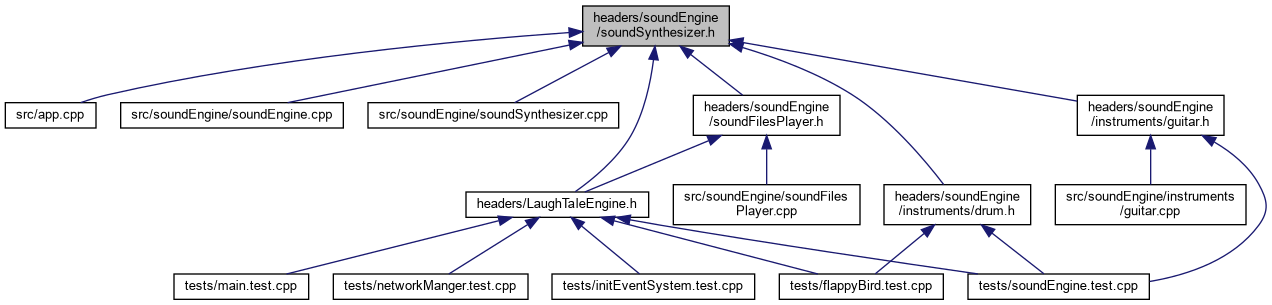 headers/soundEngine
/soundSynthesizer.h
src/app.cpp
src/soundEngine/soundEngine.cpp
src/soundEngine/soundSynthesizer.cpp
headers/soundEngine
/soundFilesPlayer.h
headers/soundEngine
/instruments/guitar.h
headers/LaughTaleEngine.h
src/soundEngine/soundFiles
Player.cpp
headers/soundEngine
/instruments/drum.h
src/soundEngine/instruments
/guitar.cpp
tests/main.test.cpp
tests/networkManger.test.cpp
tests/initEventSystem.test.cpp
tests/flappyBird.test.cpp
tests/soundEngine.test.cpp